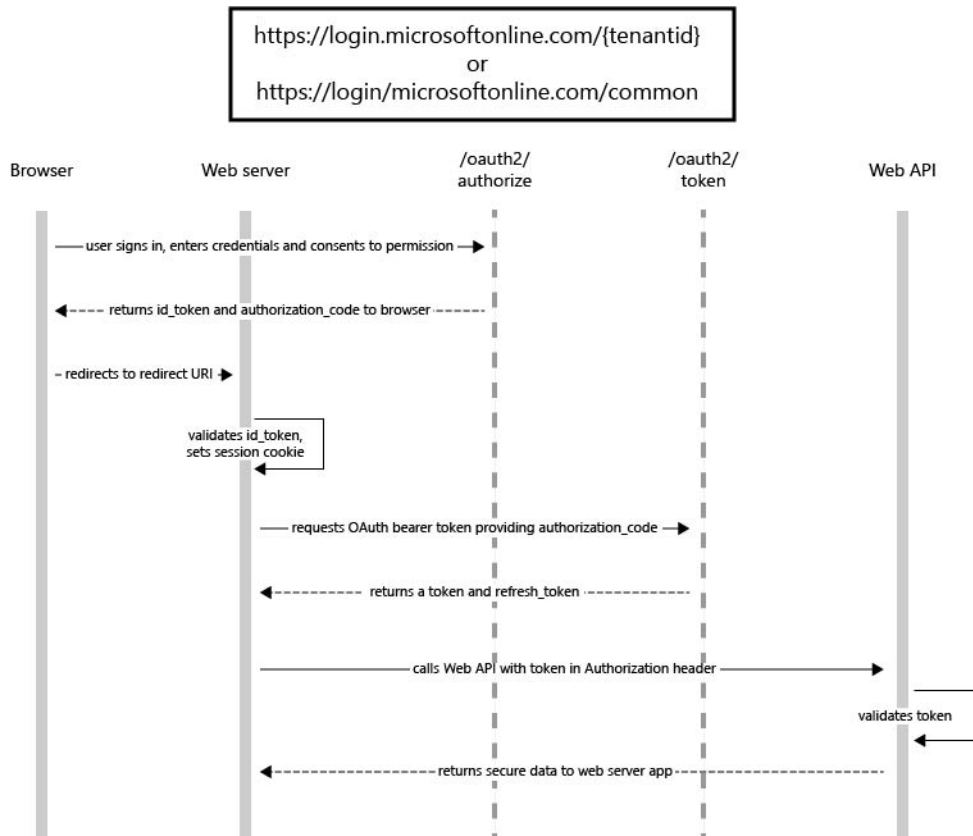 https://login.microsoftonline.com/{tenantid}
or
https://login/microsoftonline.com/common
Browser
Web server
/oauth2/
authorize
/oauth2/
token
Web API
user signs in, enters credentials and consents to permission
returns id_token and authorization_code to browser
redirects to redirect URI
validates id_token,
sets session cookie
requests OAuth bearer token providing authorization_code
returns a token and refresh_token
calls Web API with token in Authorization header
validates token
returns secure data to web server app